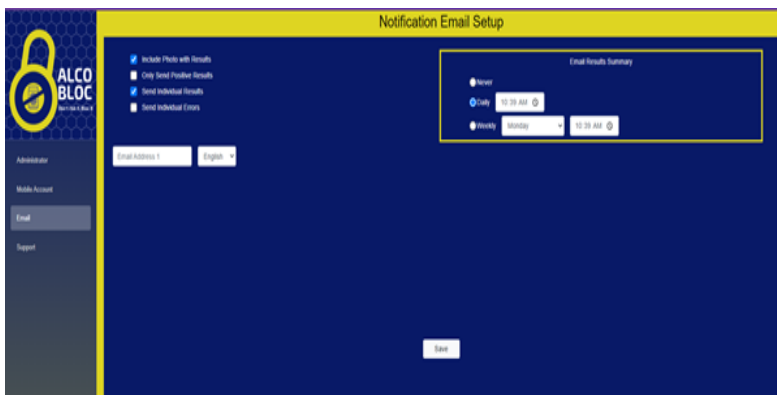 Notification Email Setup
ALCO
BLOC
Include Photo with Results
Only Send Positive Results
Send Individual Results
Send Individual Errors
Email Results Summary
Never
Daily 10:39 AM
Weekly Monday 10:39 AM
Email Address 1 English
Administrator
Mobile Account
Email
Support
Save